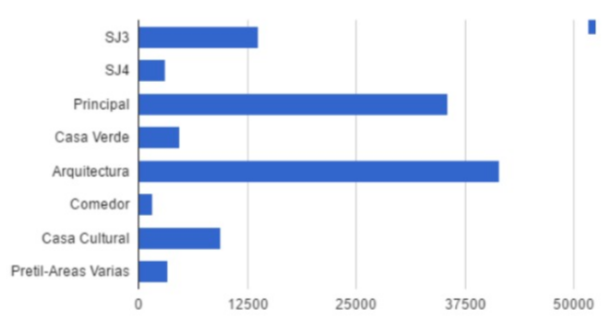 SJ3
SJ4
Principal
Casa Verde
Arquitectura
Comedor
Casa Cultural
Pretil-Areas Varias
0 12500 25000 37500 50000